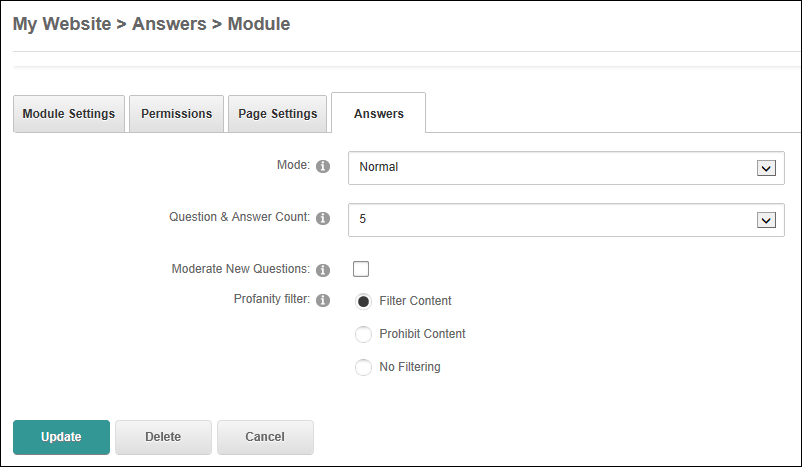 My Website > Answers > Module
Module Settings Permissions Page Settings Answers
Mode: Normal
Question & Answer Count: 5
Moderate New Questions:
Profanity filter: Filter Content
Prohibit Content
No Filtering
Update Delete Cancel